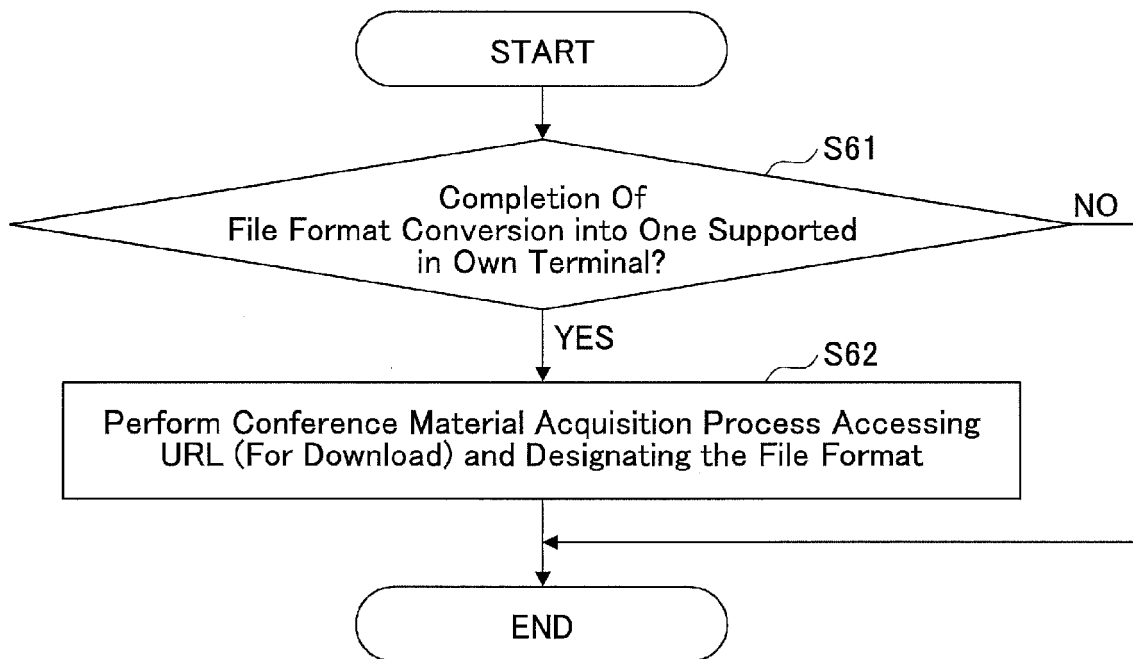 START
S61
Completion Of
File Format Conversion into One Supported
in Own Terminal?
NO
YES
S62
Perform Conference Material Acquisition Process Accessing
URL (For Download) and Designating the File Format
END